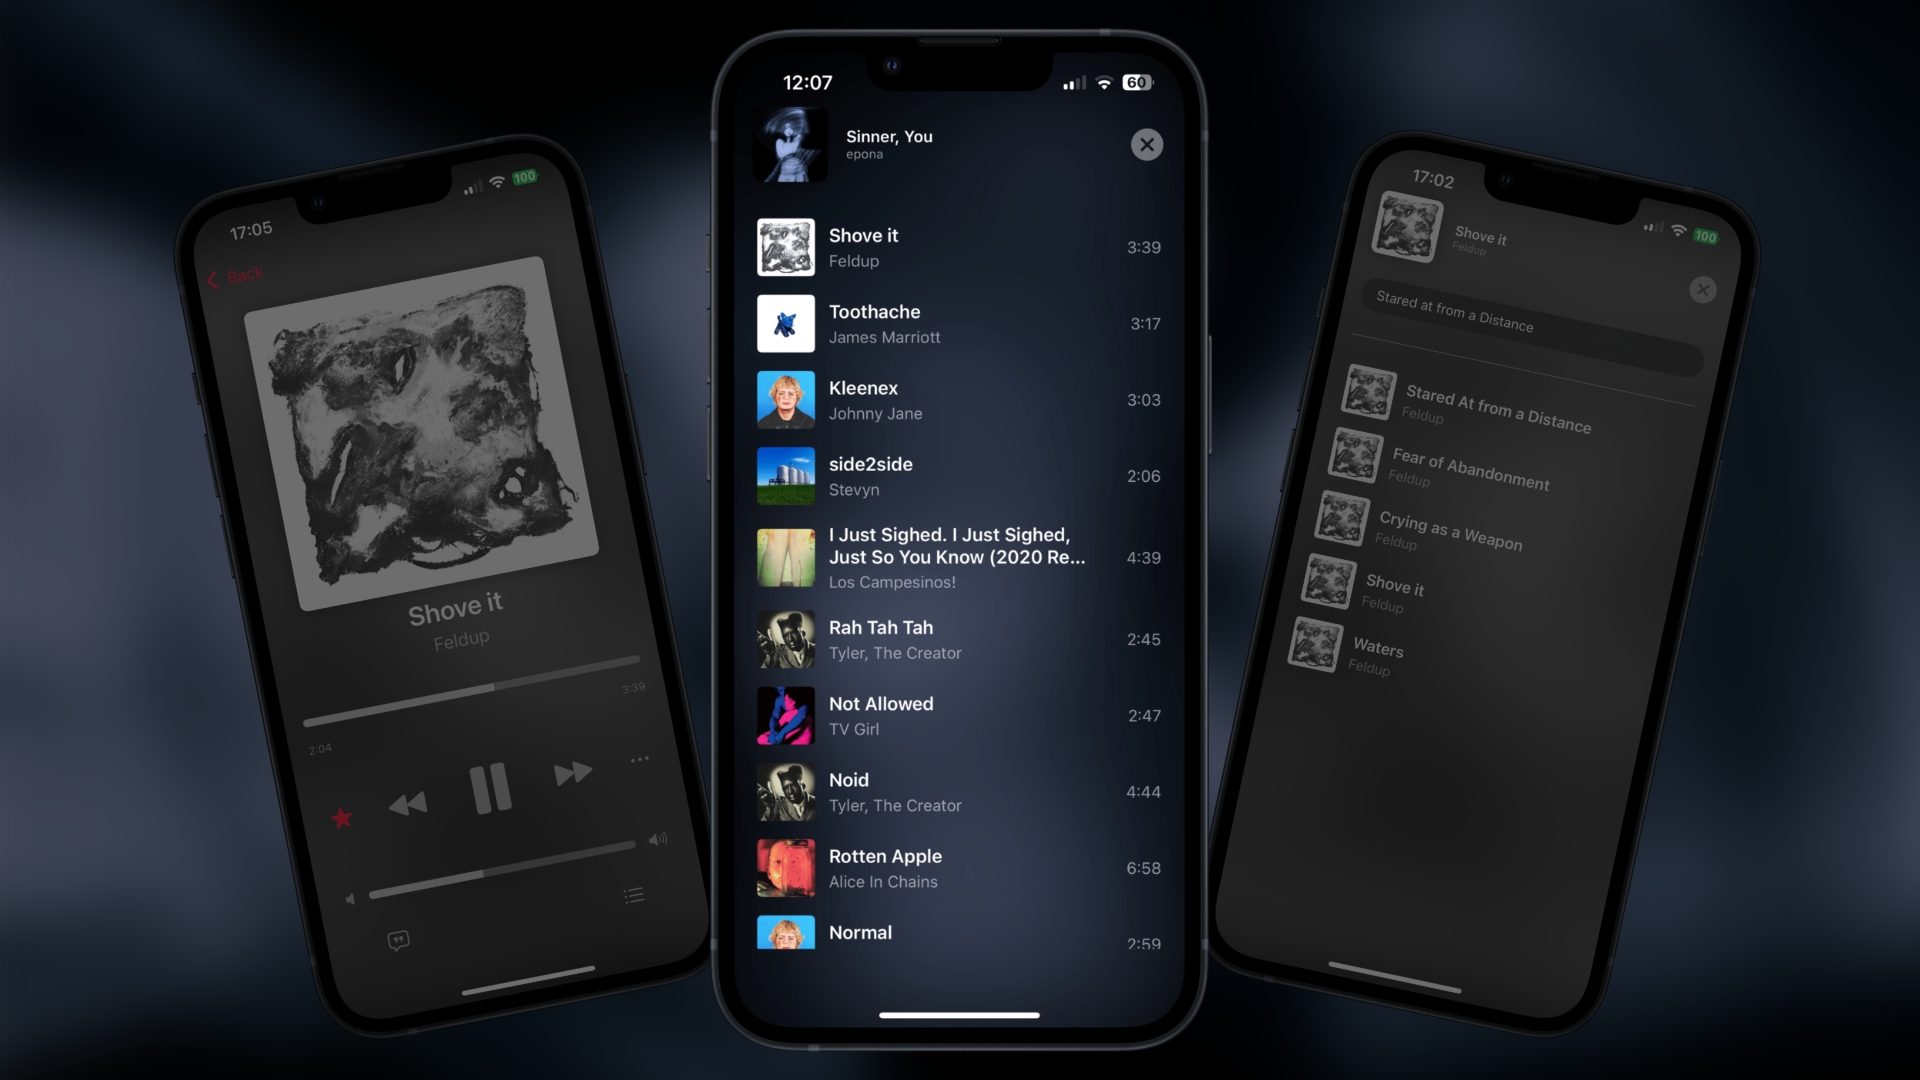 17:05
100
Back
Shove it
Feldup
2:04
3:39
12:07
60
Sinner, You
epona
Shove it
Feldup
3:39
Toothache
James Marriott
3:17
Kleenex
Johnny Jane
3:03
side2side
Stevyn
2:06
I Just Sighed. I Just Sighed,
Just So You Know (2020 Re...
Los Campesinos!
4:39
Rah Tah Tah
Tyler, The Creator
2:45
Not Allowed
TV Girl
2:47
Noid
Tyler, The Creator
4:44
Rotten Apple
Alice In Chains
6:58
Normal
2:59
17:02
100
Shove it
Feldup
Stared at from a Distance
Stared At from a Distance
Feldup
Fear of Abandonment
Feldup
Crying as a Weapon
Feldup
Shove it
Feldup
Waters
Feldup